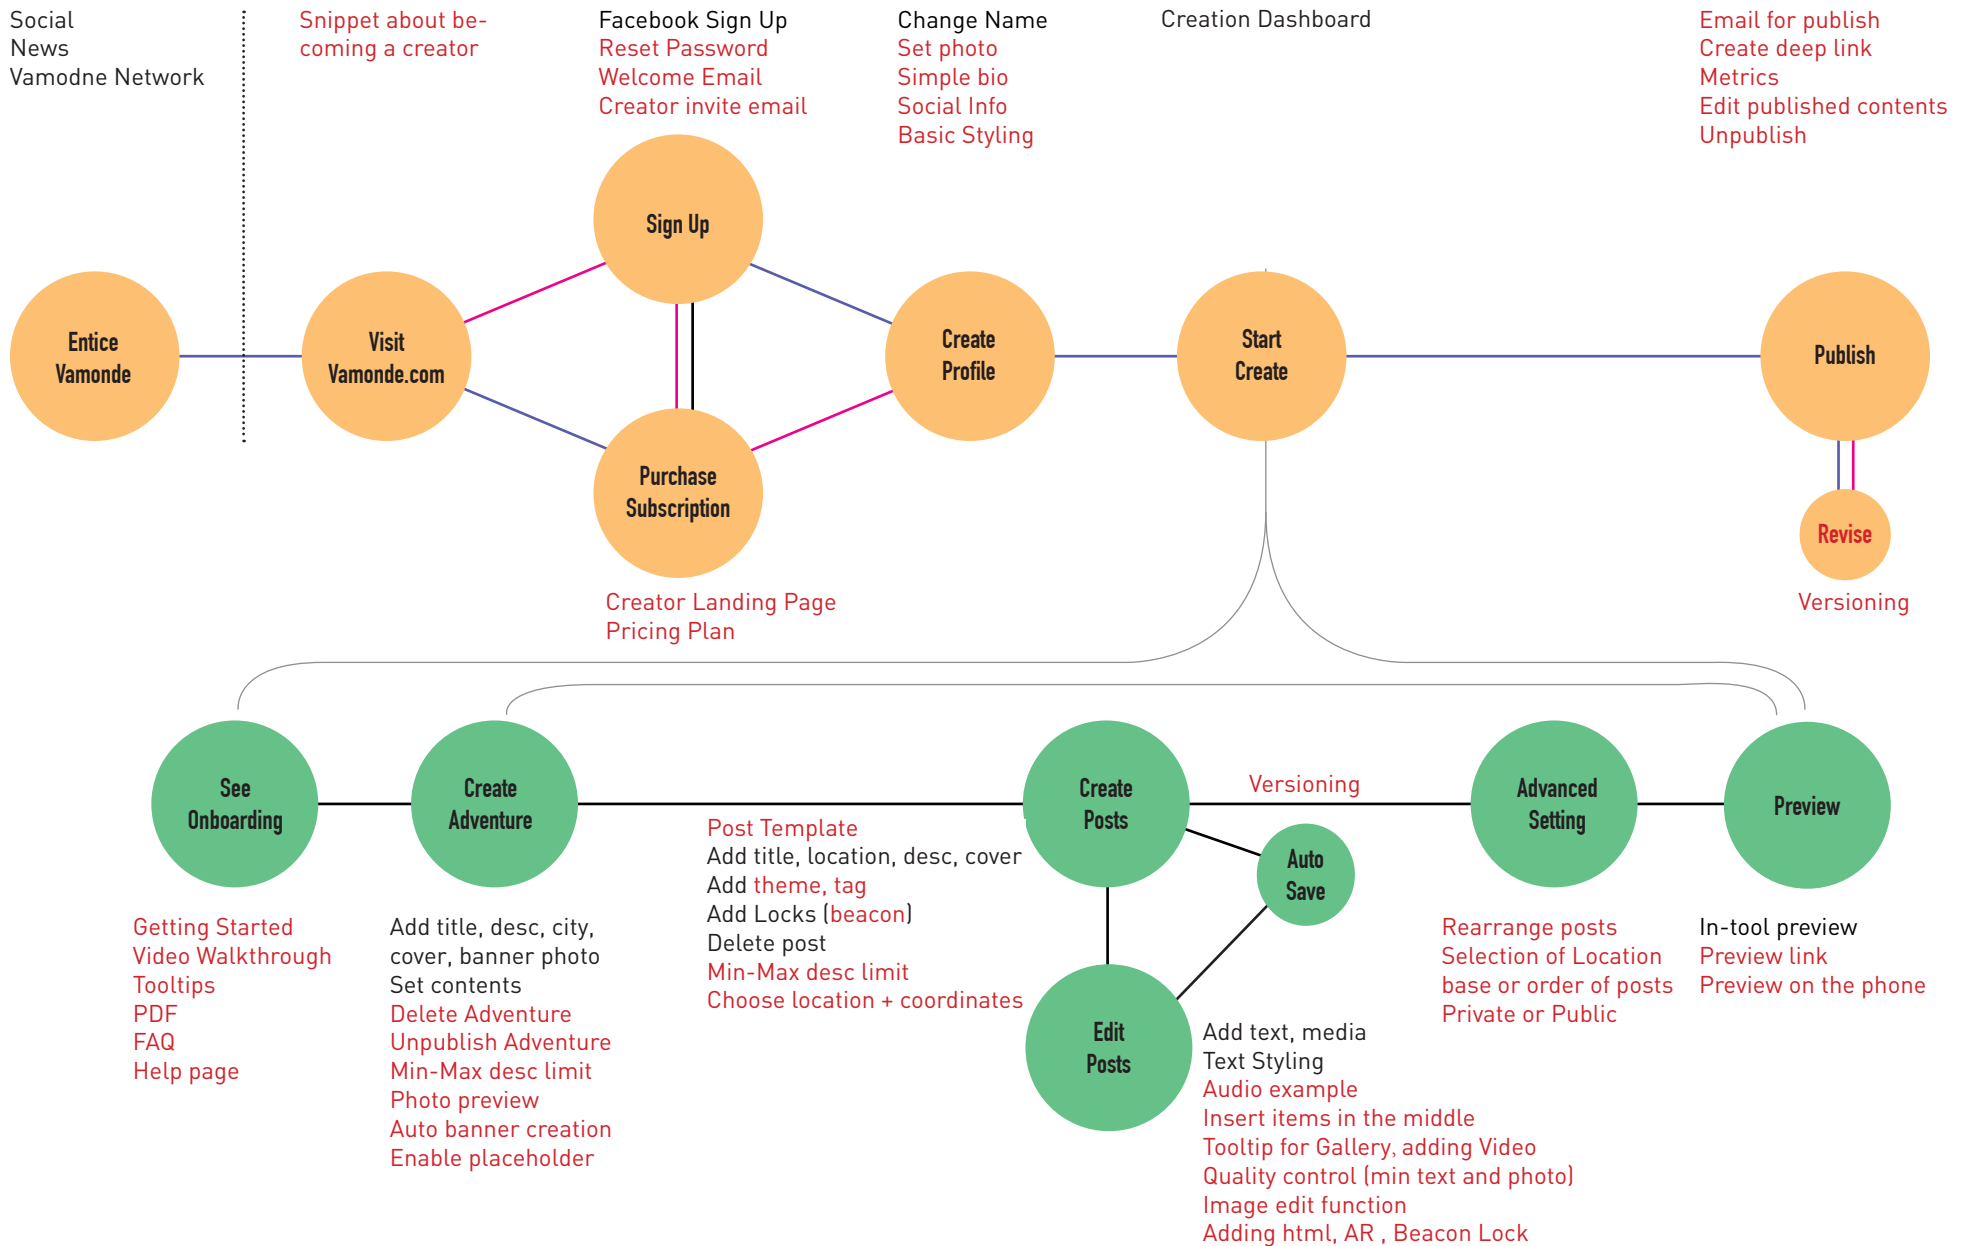 Social
News
Vamodne Network
Snippet about be-
coming a creator
Facebook Sign Up
Reset Password
Welcome Email
Creator invite email
Change Name
Set photo
Simple bio
Social Info
Basic Styling
Creation Dashboard
Email for publish
Create deep link
Metrics
Edit published contents
Unpublish
Entice
Vamonde
Visit
Vamonde.com
Sign Up
Purchase
Subscription
Creator Landing Page
Pricing Plan
Create
Profile
Start
Create
Publish
Revise
Versioning
See
Onboarding
Getting Started
Video Walkthrough
Tooltips
PDF
FAQ
Help page
Create
Adventure
Add title, desc, city,
cover, banner photo
Set contents
Delete Adventure
Unpublish Adventure
Min-Max desc limit
Photo preview
Auto banner creation
Enable placeholder
Post Template
Add title, location, desc, cover
Add theme, tag
Add Locks (beacon)
Delete post
Min-Max desc limit
Choose location + coordinates
Create
Posts
Versioning
Auto
Save
Edit
Posts
Add text, media
Text Styling
Audio example
Insert items in the middle
Tooltip for Gallery, adding Video
Quality control (min text and photo)
Image edit function
Adding html, AR , Beacon Lock
Advanced
Setting
Rearrange posts
Selection of Location
base or order of posts
Private or Public
Preview
In-tool preview
Preview link
Preview on the phone